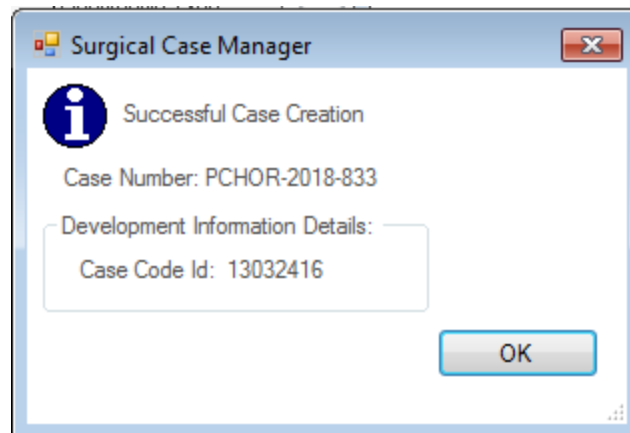 Surgical Case Manager
Successful Case Creation
Case Number: PCHOR-2018-833
Development Information Details:
Case Code Id: 13032416
OK